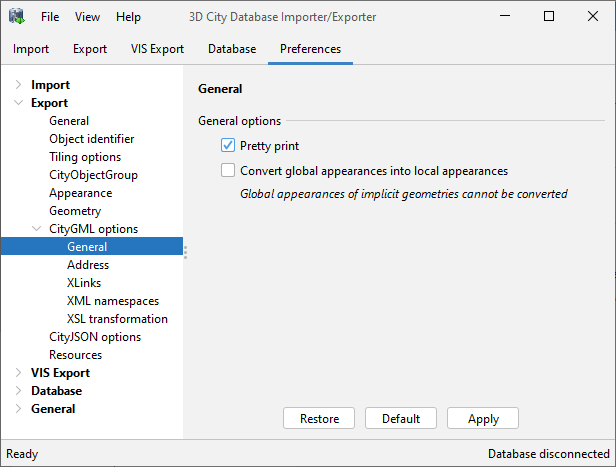 File View Help 3D City Database Importer/Exporter
Import Export VIS Export Database Preferences
Import
Export
General
Object identifier
Tiling options
CityObjectGroup
Appearance
Geometry
CityGML options
General
Address
XLinks
XML namespaces
XSL transformation
CityJSON options
Resources
VIS Export
Database
General
General
General options
Pretty print
Convert global appearances into local appearances
Global appearances of implicit geometries cannot be converted
Restore Default Apply
Ready Database disconnected